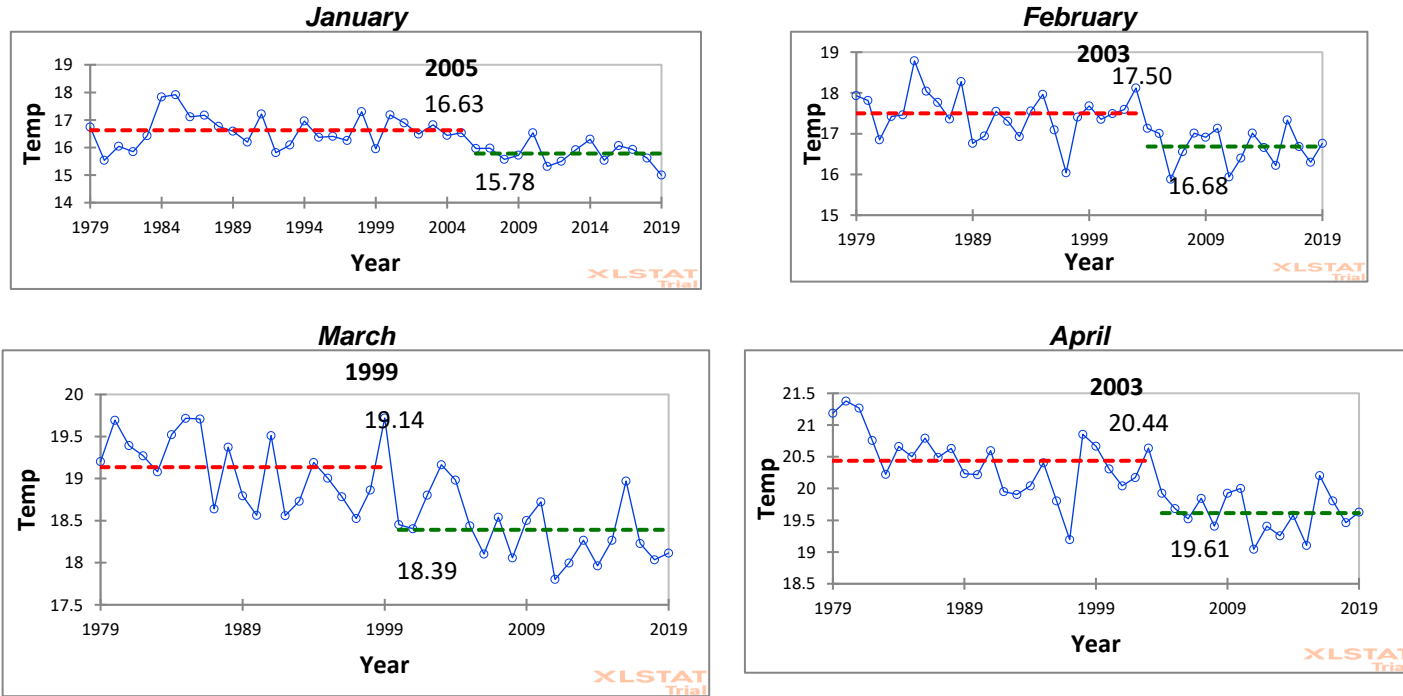 January
2005
16.63
15.78
Temp
19
18
17
16
15
14
1979 1984 1989 1994 1999 2004 2009 2014 2019
Year
XLSTAT
Trial
February
2003
17.50
16.68
Temp
19
18
17
16
15
1979 1989 1999 2009 2019
Year
XLSTAT
Trial
March
1999
19.14
18.39
Temp
20
19.5
19
18.5
18
17.5
1979 1989 1999 2009 2019
Year
XLSTAT
Trial
April
2003
20.44
19.61
Temp
21.5
21
20.5
20
19.5
19
18.5
1979 1989 1999 2009 2019
Year
XLSTAT
Trial